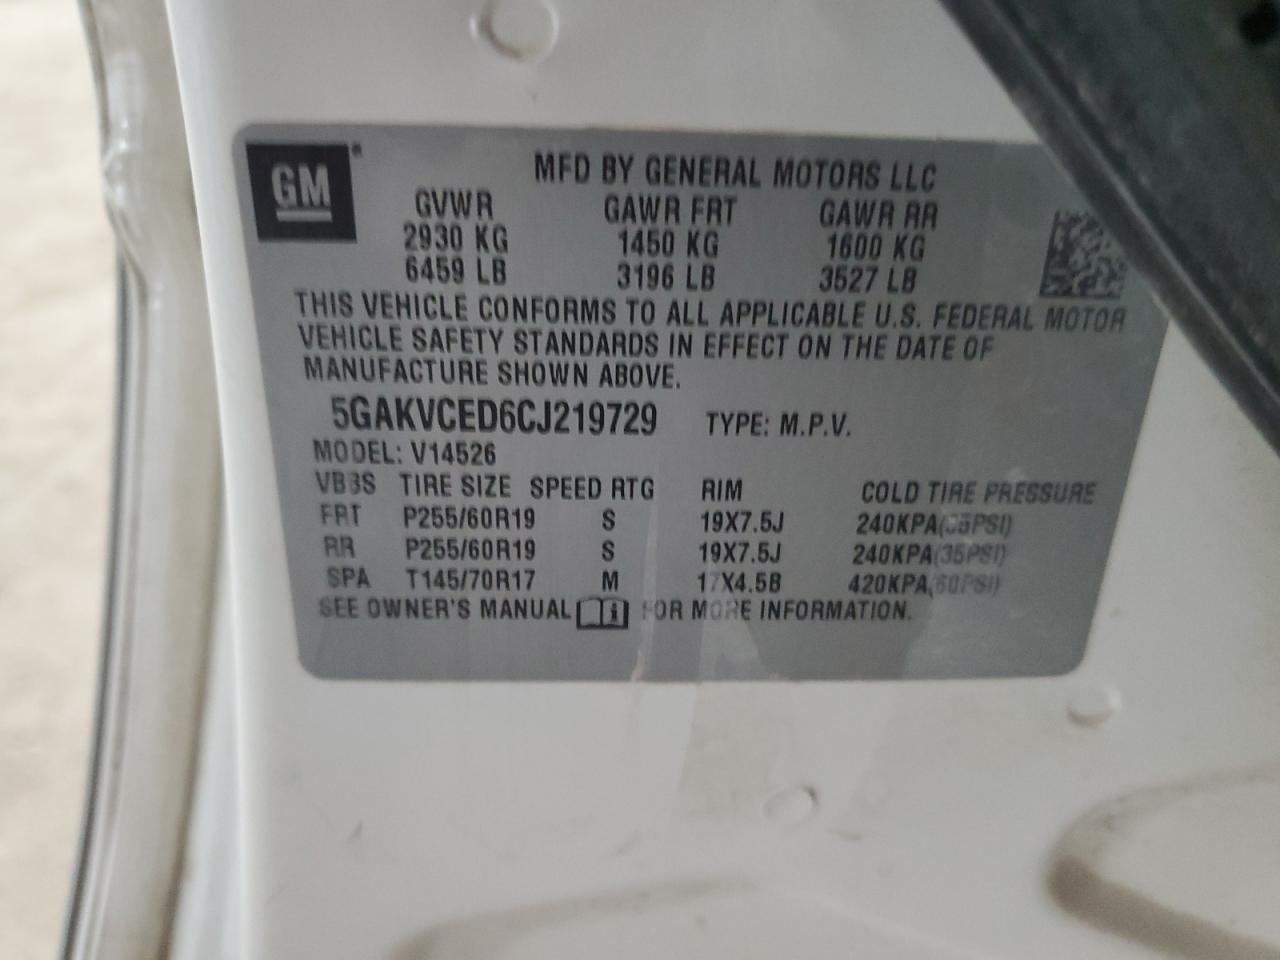 GM
MFD BY GENERAL MOTORS LLC
GVWR GAWR FRT GAWR RR
2930 KG 1450 KG 1600 KG
6459 LB 3196 LB 3527 LB
THIS VEHICLE CONFORMS TO ALL APPLICABLE U.S. FEDERAL MOTOR
VEHICLE SAFETY STANDARDS IN EFFECT ON THE DATE OF
MANUFACTURE SHOWN ABOVE.
5GAKVCED6CJ219729 TYPE: M.P.V.
MODEL: V14526
VB3S TIRE SIZE SPEED RTG RIM COLD TIRE PRESSURE
FRT P255/60R19 S 19X7.5J 240KPA(35PSI)
RR P255/60R19 S 19X7.5J 240KPA(35PSI)
SPA T145/70R17 M 17X4.5B 420KPA(60PSI)
SEE OWNER'S MANUAL i FOR MORE INFORMATION.